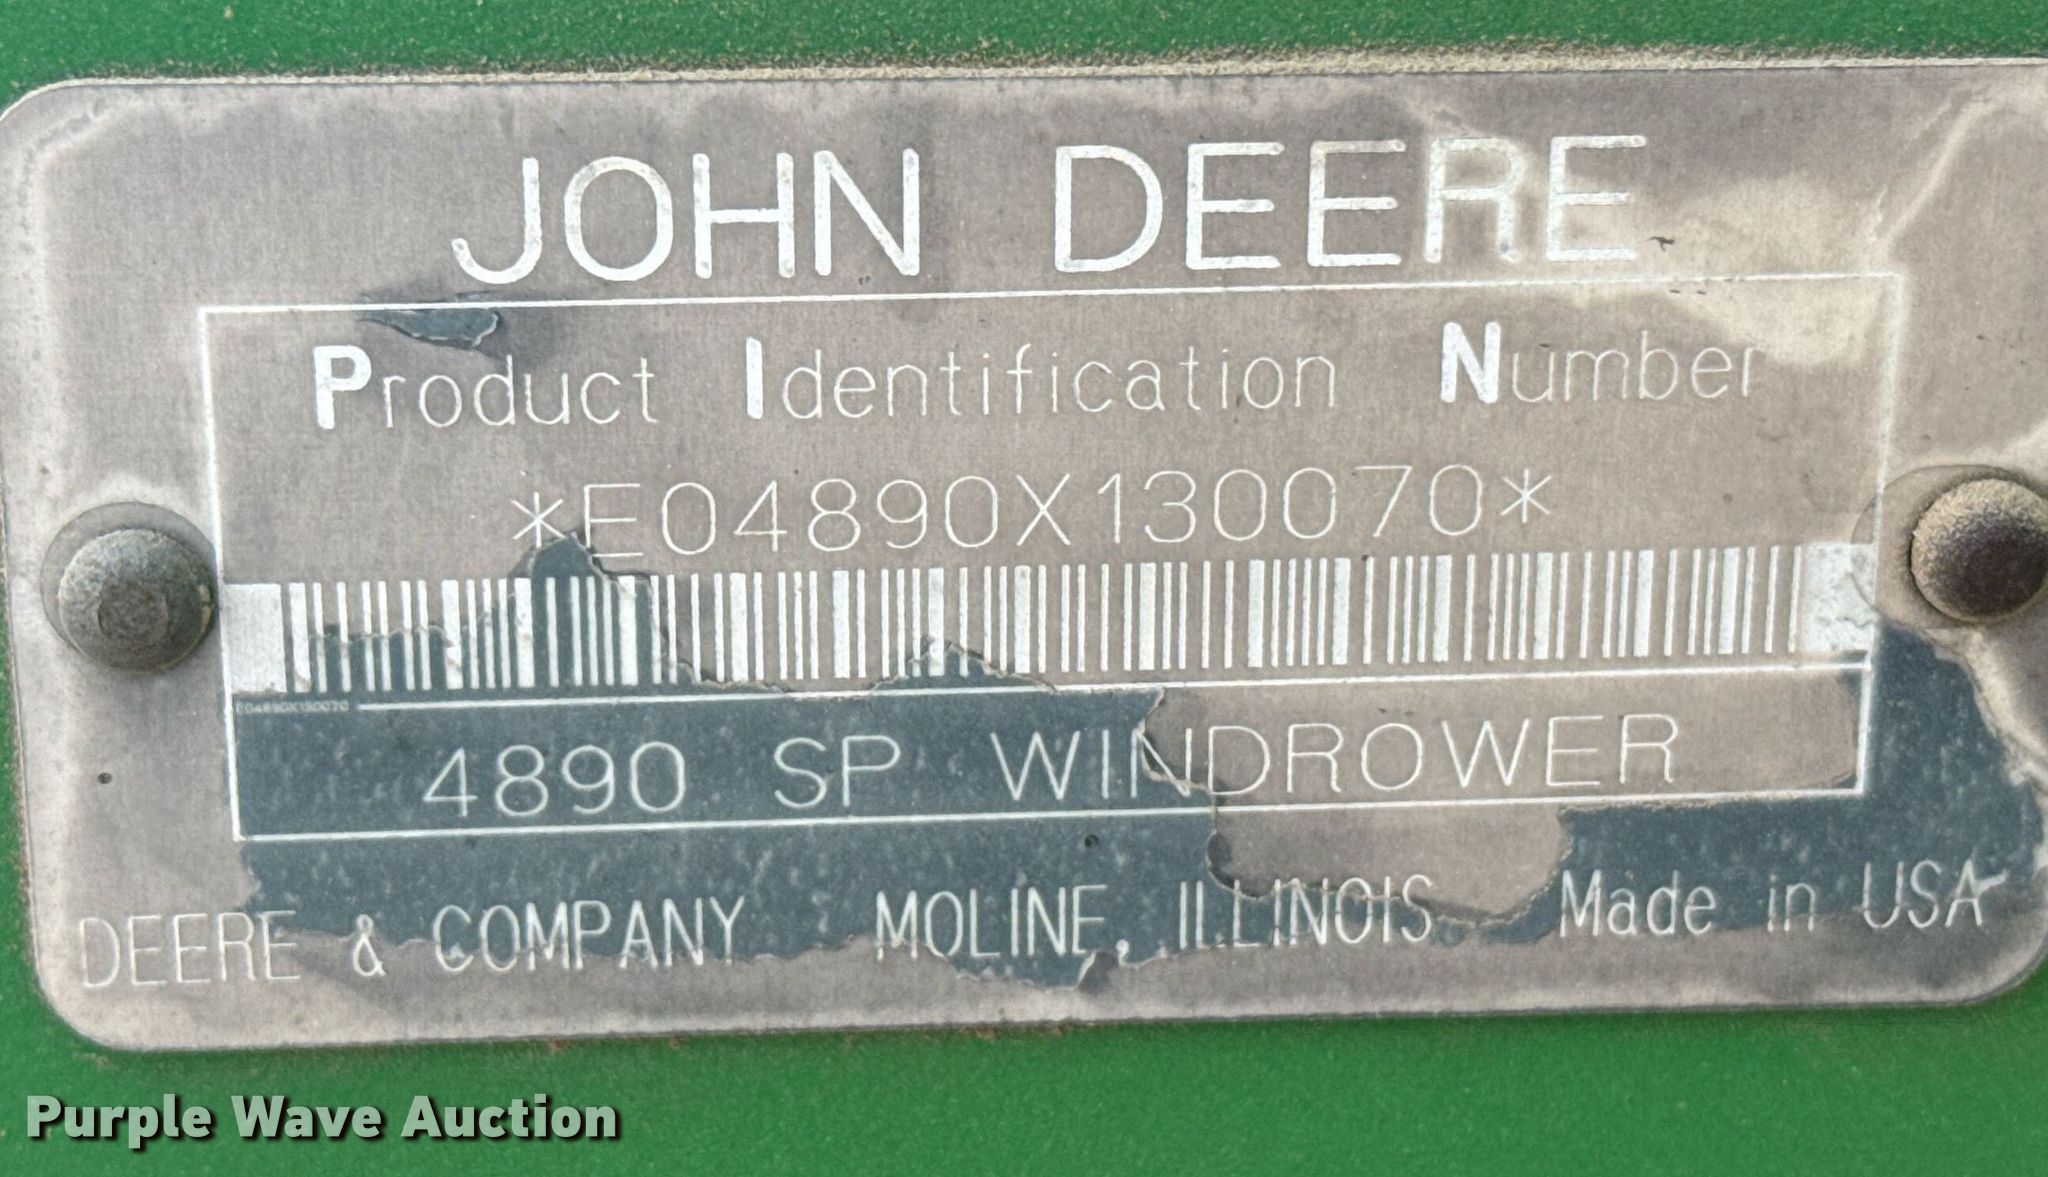 JOHN DEERE
Product Identification Number
*E04890X130070*
E04890X130070
4890 SP WINDROWER
DEERE & COMPANY MOLINE, ILLINOIS Made in USA
Purple Wave Auction